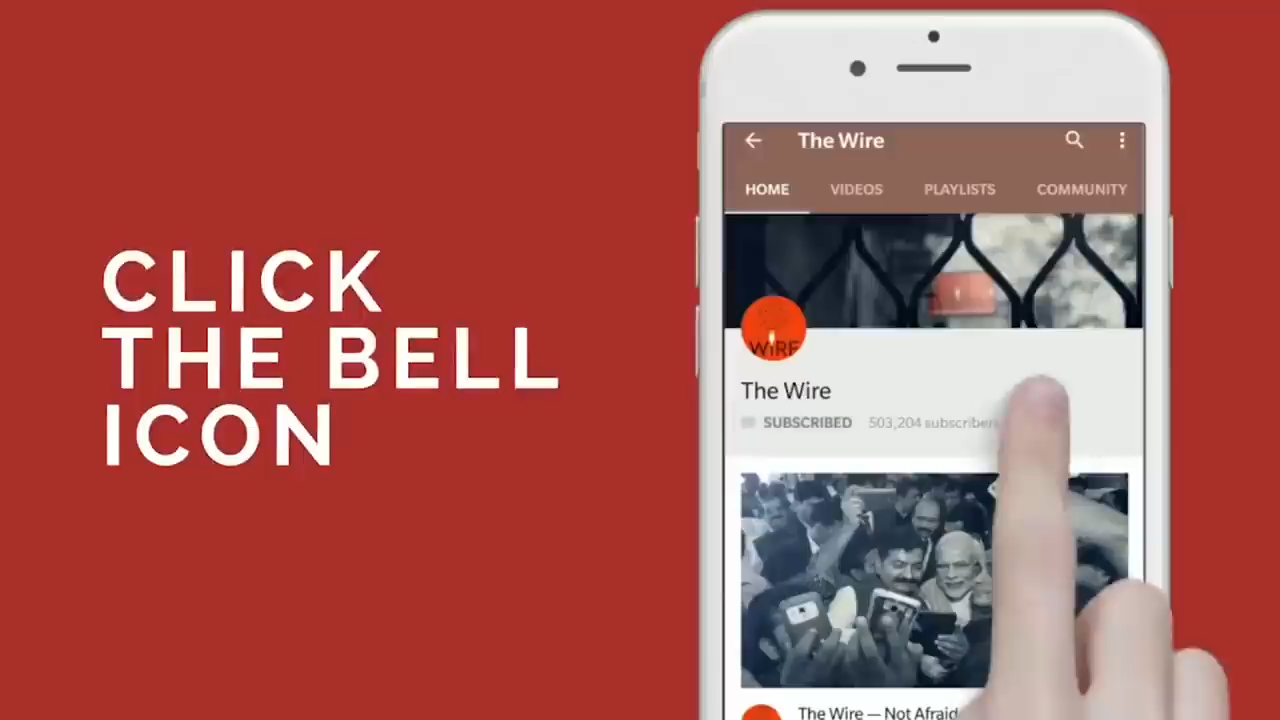 CLICK
THE BELL
ICON
The Wire
HOME VIDEOS PLAYLISTS COMMUNITY
WIRE
The Wire
SUBSCRIBED 503,204 subscribers
The Wire — Not Afraid